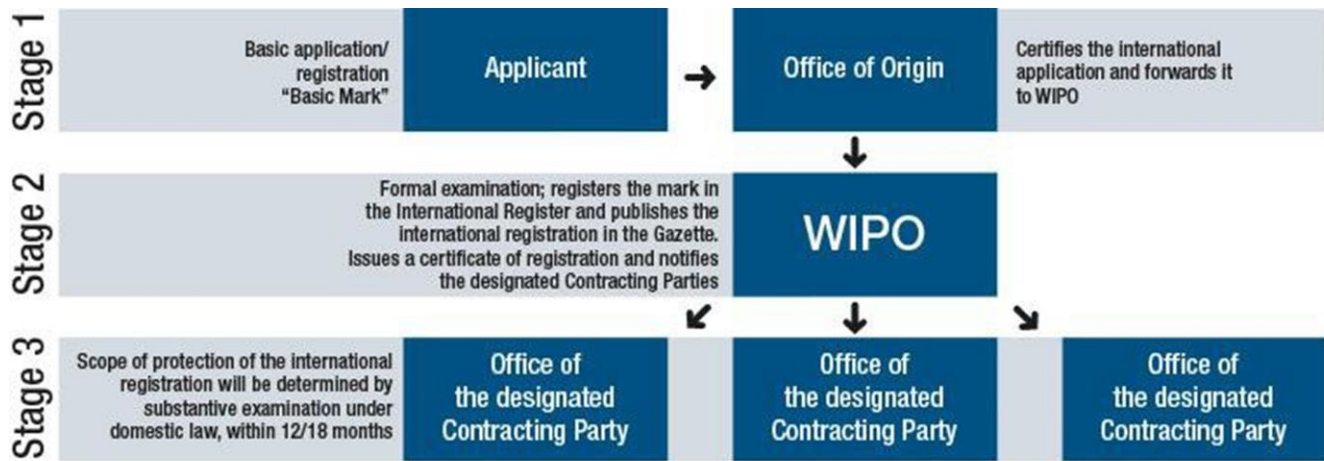 Stage 1
Basic application/
registration
“Basic Mark”
Applicant
Office of Origin
Certifies the international
application and forwards it
to WIPO
Stage 2
Formal examination; registers the mark in
the International Register and publishes the
international registration in the Gazette.
Issues a certificate of registration and notifies
the designated Contracting Parties
WIPO
Stage 3
Scope of protection of the international
registration will be determined by
substantive examination under
domestic law, within 12/18 months
Office of
the designated
Contracting Party
Office of
the designated
Contracting Party
Office of
the designated
Contracting Party